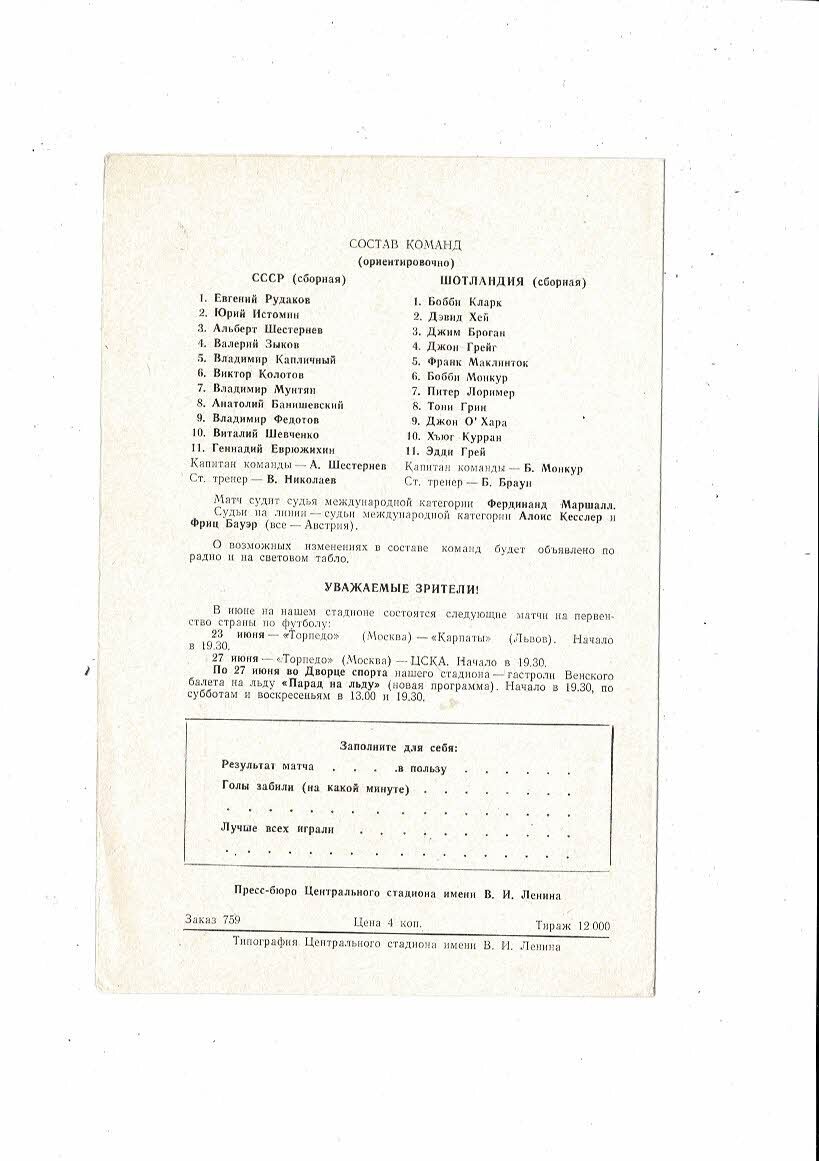 СОСТАВ КОМАНД
(ориентировочно)
СССР (сборная)
1. Евгений Рудаков
2. Юрий Истомин
3. Альберт Шестернев
4. Валерий Зыков
5. Владимир Капличный
6. Виктор Колотов
7. Владимир Мунтян
8. Анатолий Банишевский
9. Владимир Федотов
10. Виталий Шевченко
11. Геннадий Еврюжихин
Капитан команды — А. Шестернев
Ст. тренер — В. Николаев
ШОТЛАНДИЯ (сборная)
1. Бобби Кларк
2. Дэвид Хей
3. Джим Броган
4. Джон Грейг
5. Франк Маклинток
6. Бобби Монкур
7. Питер Лоример
8. Тони Грин
9. Джон О' Хара
10. Хьюг Курран
11. Эдди Грей
Капитан команды — Б. Монкур
Ст. тренер — Б. Браун
Матч судит судья международной категории Фердинанд Маршалл.
Судьи на линии — судьи международной категории Алоис Кесслер и
Фриц Бауэр (все — Австрия).
О возможных изменениях в составе команд будет объявлено по
радио и на световом табло.
УВАЖАЕМЫЕ ЗРИТЕЛИ!
В июне на нашем стадионе состоятся следующие матчи на первен-
ство страны по футболу:
23 июня — «Торпедо» (Москва) — «Карпаты» (Львов). Начало
в 19.30.
27 июня — «Торпедо» (Москва) — ЦСКА. Начало в 19.30.
По 27 июня во Дворце спорта нашего стадиона — гастроли Венского
балета на льду «Парад на льду» (новая программа). Начало в 19.30, по
субботам и воскресеньям в 13.00 и 19.30.
Заполните для себя:
Результат матча . . . .в пользу . . . . . .
Голы забили (на какой минуте) . . . . . . . .
. . . . . . . . . . . . . . . . .
Лучше всех играли . . . . . . . . . . .
. . . . . . . . . . . . . . . . .
Пресс-бюро Центрального стадиона имени В. И. Ленина
Заказ 759 Цена 4 коп. Тираж 12 000
Типография Центрального стадиона имени В. И. Ленина